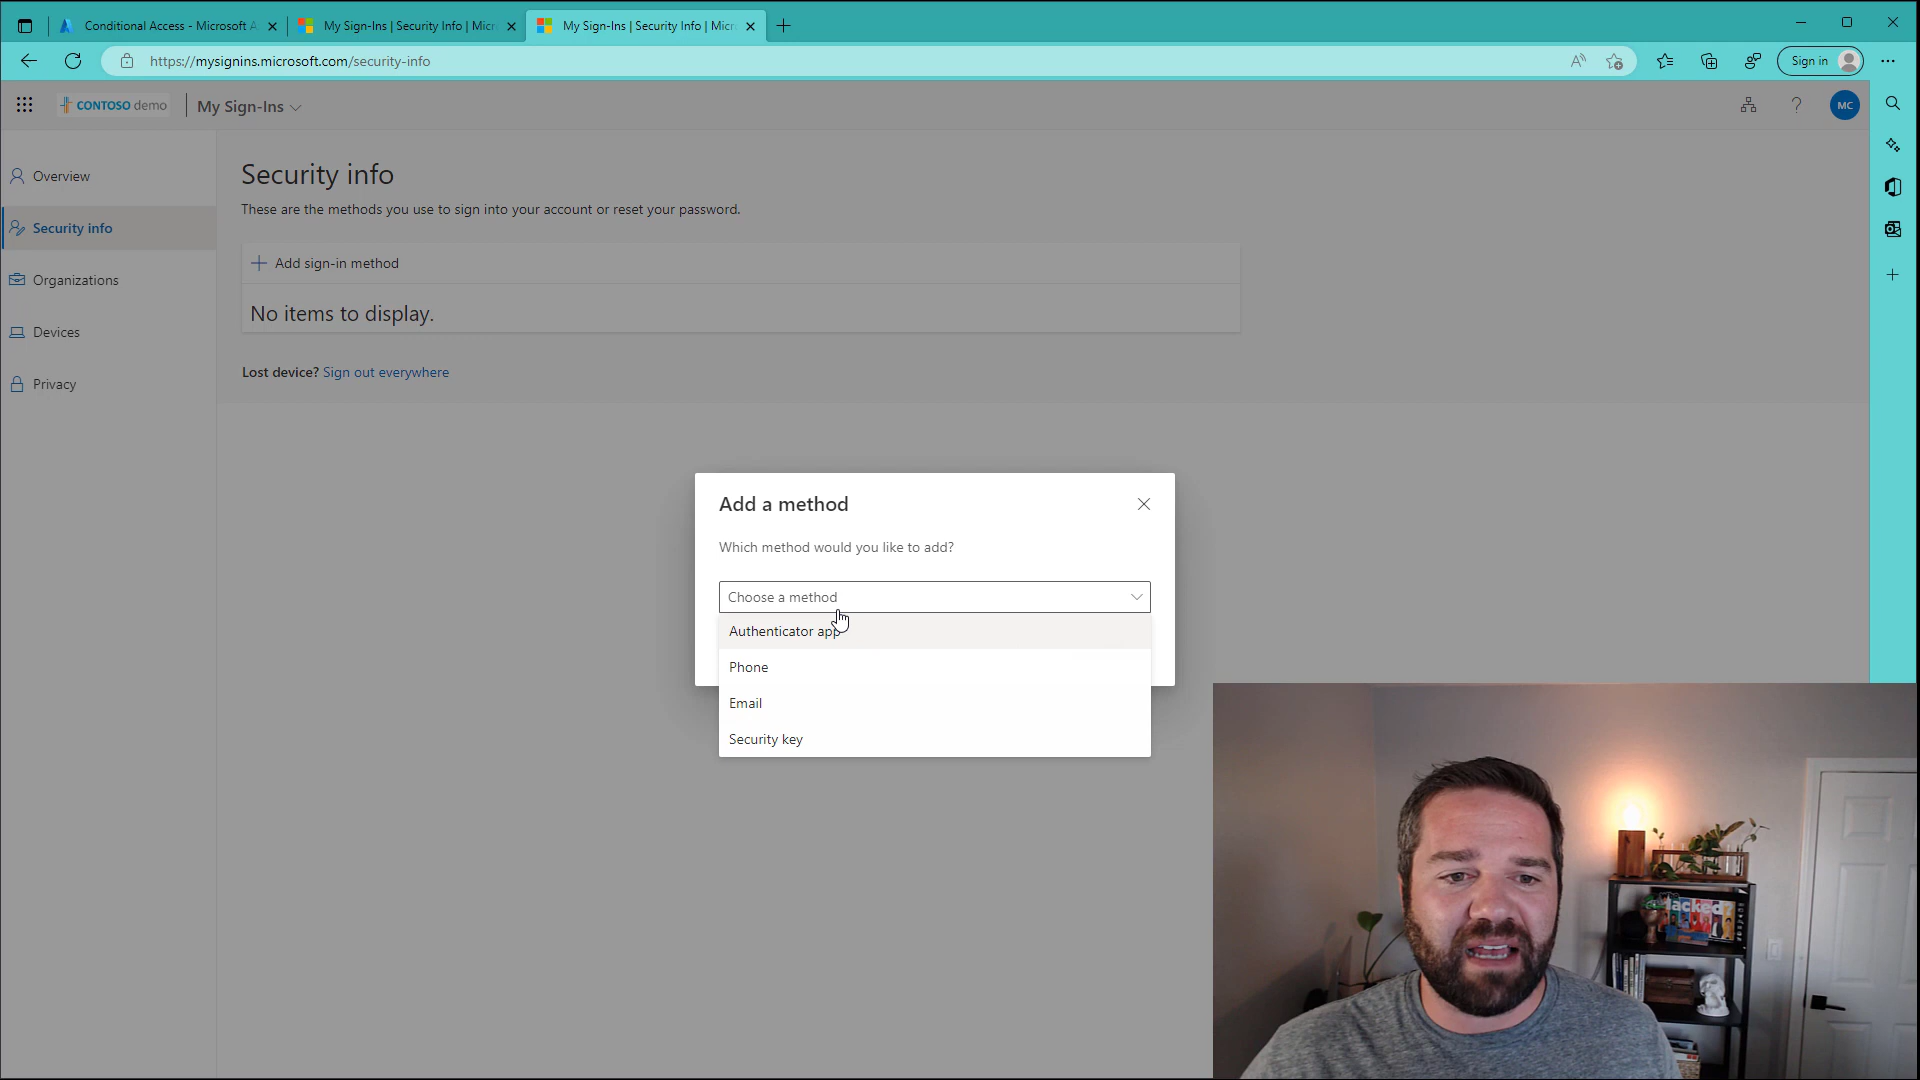 Conditional Access - Microsoft A
My Sign-Ins | Security Info | Micr
My Sign-Ins | Security Info | Micr
https://mysignins.microsoft.com/security-info
Sign in
CONTOSO demo
My Sign-Ins
MC
Overview
Security info
Organizations
Devices
Privacy
Security info
These are the methods you use to sign into your account or reset your password.
Add sign-in method
No items to display.
Lost device? Sign out everywhere
Add a method
Which method would you like to add?
Choose a method
Authenticator app
Phone
Email
Security key